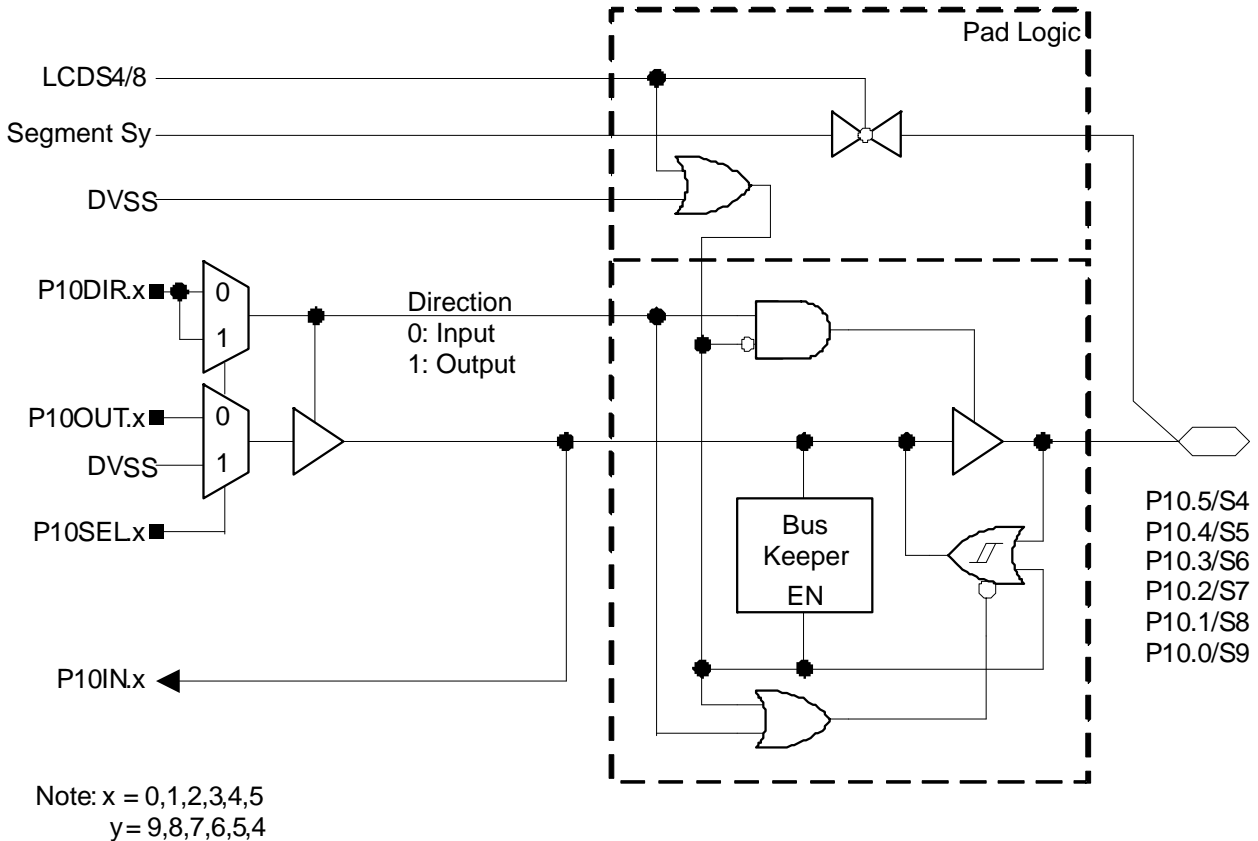 Pad Logic
LCDS4/8
Segment Sy
DVSS
P10DIR.x
0
1
Direction
0: Input
1: Output
P10OUT.x
0
DVSS
1
P10SEL.x
Bus
Keeper
EN
P10.5/S4
P10.4/S5
P10.3/S6
P10.2/S7
P10.1/S8
P10.0/S9
P10IN.x
Note: x = 0,1,2,3,4,5
y = 9,8,7,6,5,4